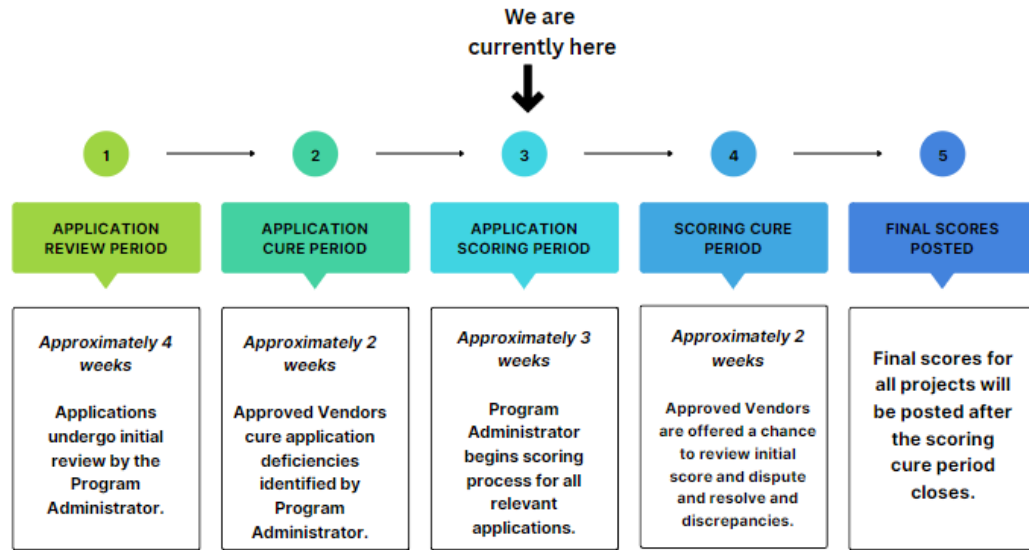 We are
currently here
1
2
3
4
5
APPLICATION
REVIEW PERIOD
APPLICATION
CURE PERIOD
APPLICATION
SCORING PERIOD
SCORING CURE
PERIOD
FINAL SCORES
POSTED
Approximately 4
weeks
Applications
undergo initial
review by the
Program
Administrator.
Approximately 2
weeks
Approved Vendors
cure application
deficiencies
identified by
Program
Administrator.
Approximately 3
weeks
Program
Administrator
begins scoring
process for all
relevant
applications.
Approximately 2
weeks
Approved Vendors
are offered a chance
to review initial
score and dispute
and resolve and
discrepancies.
Final scores for
all projects will
be posted after
the scoring
cure period
closes.